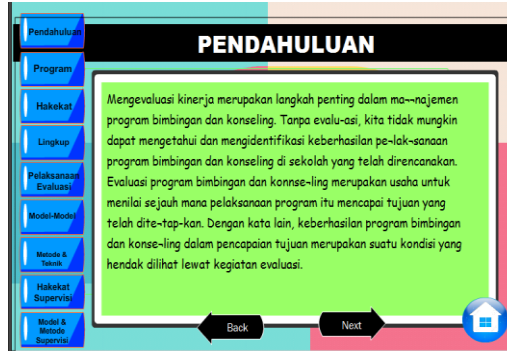 Pendahuluan
Program
Hakekat
Lingkup
Pelaksanaan
Evaluasi
Model-Model
Metode &
Teknik
Hakekat
Supervisi
Model &
Metode
Supervisi
PENDAHULUAN
Mengevaluasi kinerja merupakan langkah penting dalam ma¬¬najemen
program bimbingan dan konseling. Tanpa evalu-asi, kita tidak mungkin
dapat mengetahui dan mengidentifikasi keberhasilan pe¬lak¬sanaan
program bimbingan dan konseling di sekolah yang telah direncanakan.
Evaluasi program bimbingan dan konnse¬ling merupakan usaha untuk
menilai sejauh mana pelaksanaan program itu mencapai tujuan yang
telah dite¬tap¬kan. Dengan kata lain, keberhasilan program bimbingan
dan konse¬ling dalam pencapaian tujuan merupakan suatu kondisi yang
hendak dilihat lewat kegiatan evaluasi.
Back
Next